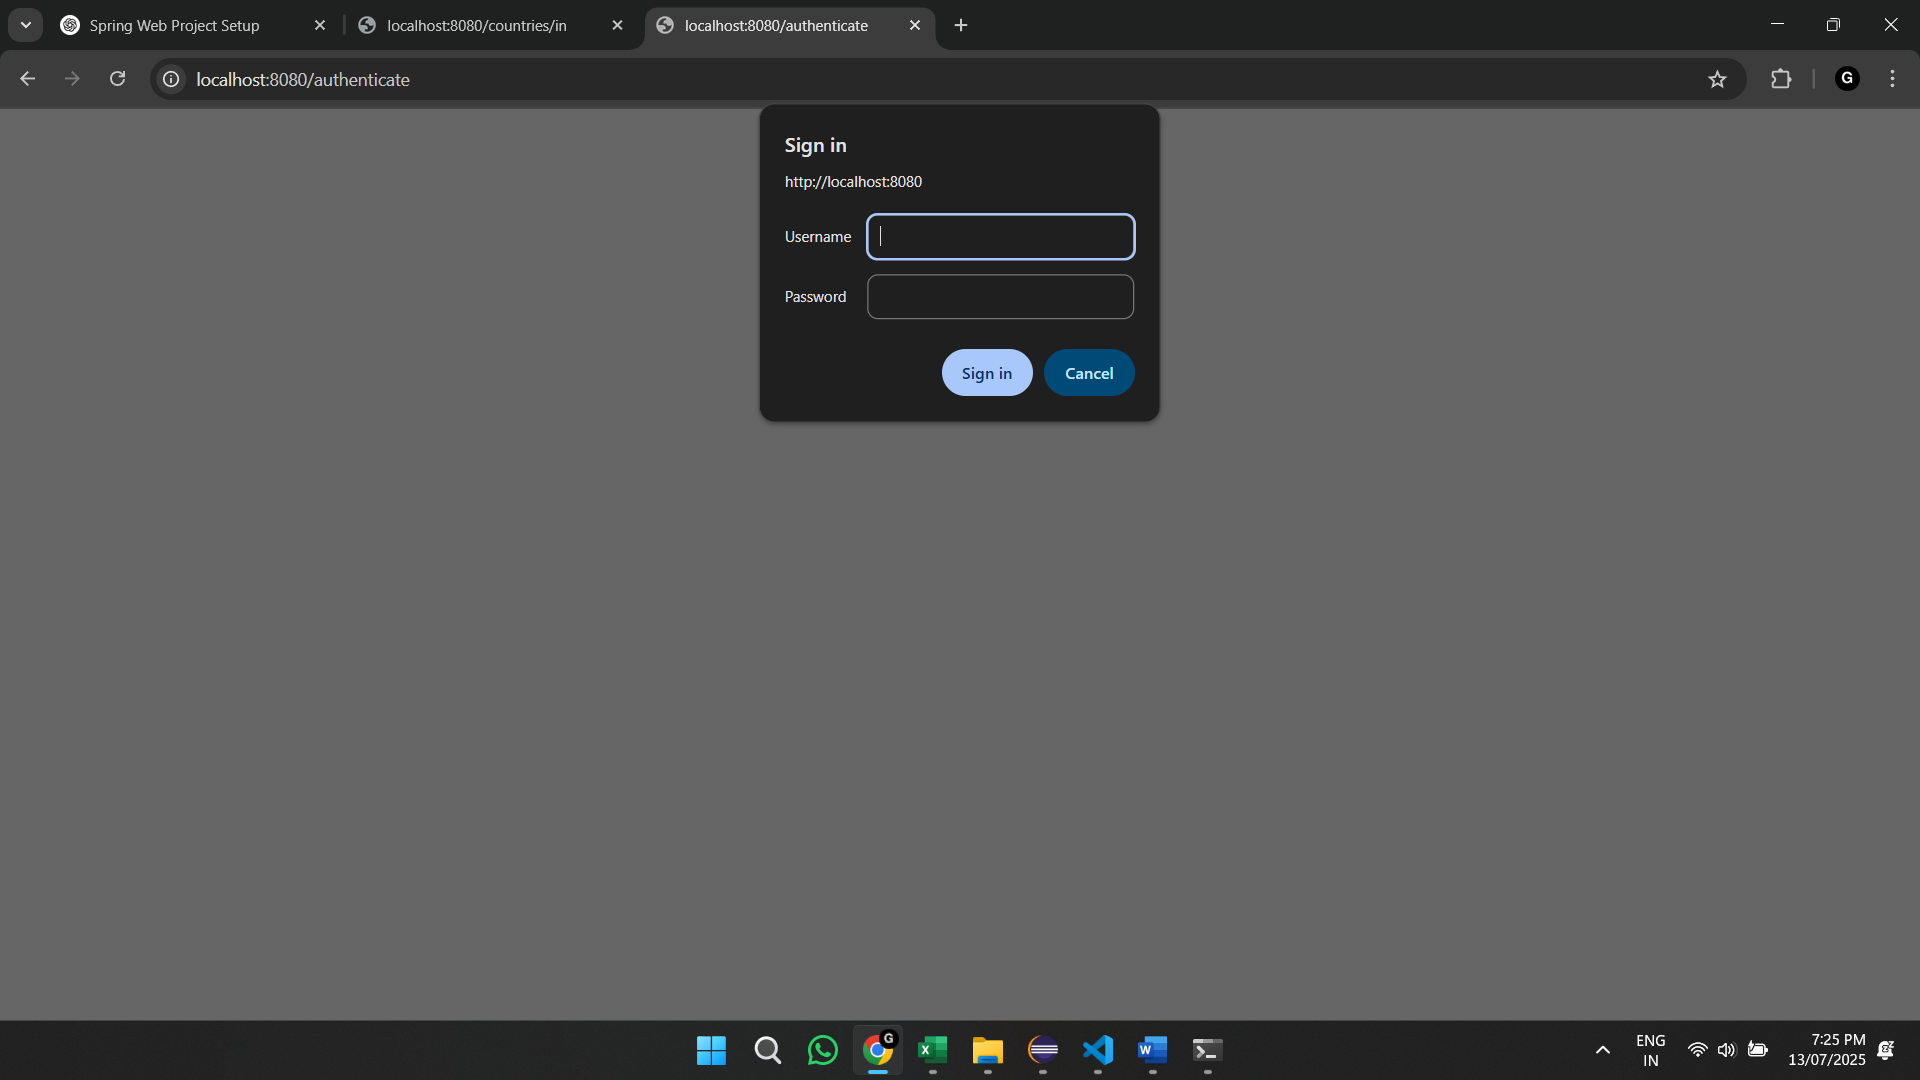 Spring Web Project Setup
localhost:8080/countries/in
localhost:8080/authenticate
localhost:8080/authenticate
G
Sign in
http://localhost:8080
Username
Password
Sign in
Cancel
G
X
W
ENG
IN
7:25 PM
13/07/2025